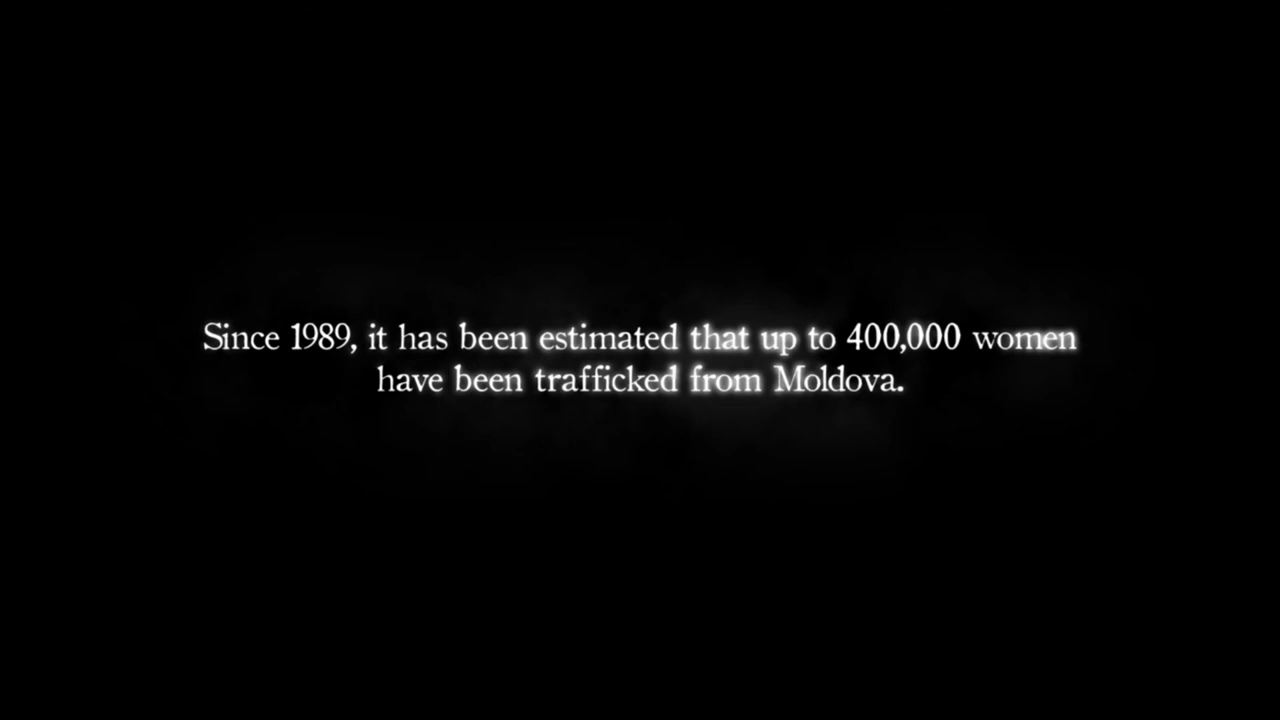 Since 1989, it has been estimated that up to 400,000 women
have been trafficked from Moldova.